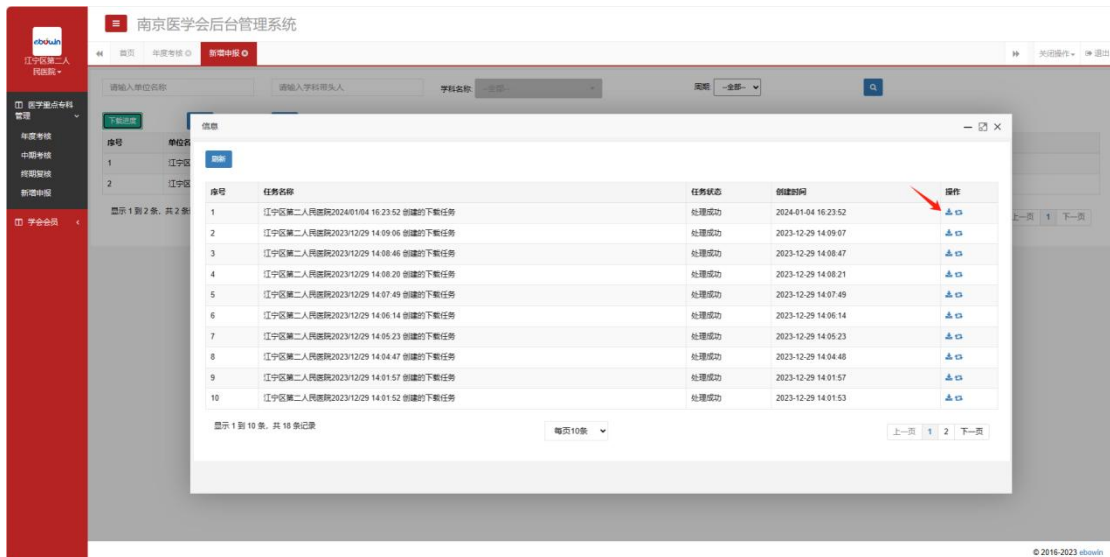 南京医学会后台管理系统
ebowin
江宁区第二人
民医院
首页 年度考核 新增申报 关闭操作 退出
医学重点专科
管理
年度考核
中期考核
终期复核
新增申报
学会会员
请输入单位名称 请输入学科带头人 学科名称 --全部-- 周期 --全部--
下载进度
序号 单位名
1 江宁区
2 江宁区
显示 1 到 2 条, 共 2 条
上一页 1 下一页
信息
刷新
序号 任务名称 任务状态 创建时间 操作
1 江宁区第二人民医院2024/01/04 16:23:52 创建的下载任务 处理成功 2024-01-04 16:23:52
2 江宁区第二人民医院2023/12/29 14:09:06 创建的下载任务 处理成功 2023-12-29 14:09:07
3 江宁区第二人民医院2023/12/29 14:08:46 创建的下载任务 处理成功 2023-12-29 14:08:47
4 江宁区第二人民医院2023/12/29 14:08:20 创建的下载任务 处理成功 2023-12-29 14:08:21
5 江宁区第二人民医院2023/12/29 14:07:49 创建的下载任务 处理成功 2023-12-29 14:07:49
6 江宁区第二人民医院2023/12/29 14:06:14 创建的下载任务 处理成功 2023-12-29 14:06:14
7 江宁区第二人民医院2023/12/29 14:05:23 创建的下载任务 处理成功 2023-12-29 14:05:23
8 江宁区第二人民医院2023/12/29 14:04:47 创建的下载任务 处理成功 2023-12-29 14:04:48
9 江宁区第二人民医院2023/12/29 14:01:57 创建的下载任务 处理成功 2023-12-29 14:01:57
10 江宁区第二人民医院2023/12/29 14:01:52 创建的下载任务 处理成功 2023-12-29 14:01:53
显示 1 到 10 条, 共 18 条记录 每页10条 上一页 1 2 下一页
© 2016-2023 ebowin